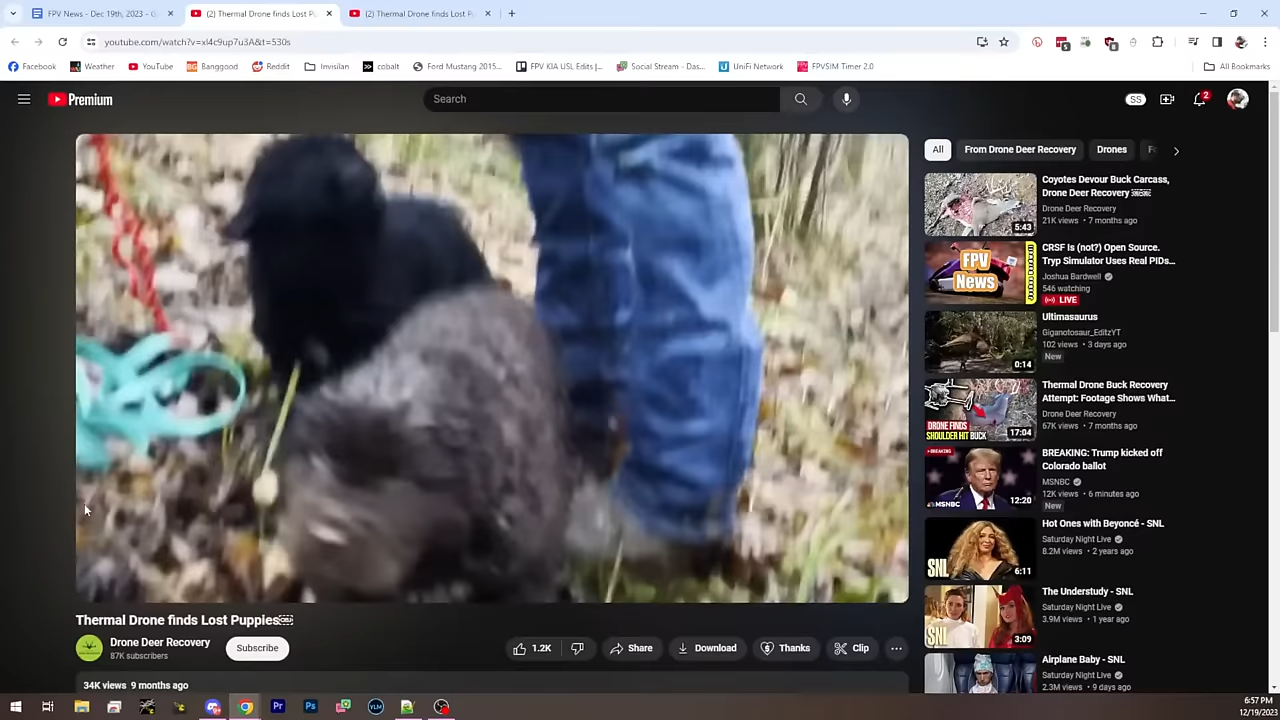 FPV News - Dec 19th, 2023 - G
(2) Thermal Drone finds Lost P
(2) Thermal Drone finds Lost P
youtube.com/watch?v=xl4c9up7u3A&t=530s
Facebook
Weather
YouTube
Banggood
Reddit
Invisilan
cobalt
Ford Mustang 2015...
FPV KIA USL Edits |...
Social Stream - Das...
UniFi Network
FPVSIM Timer 2.0
All Bookmarks
Premium
Search
SS
2
All
From Drone Deer Recovery
Drones
Coyotes Devour Buck Carcass,
Drone Deer Recovery
Drone Deer Recovery
21K views • 7 months ago
5:43
CRSF Is (not?) Open Source.
Tryp Simulator Uses Real PIDs...
Joshua Bardwell
546 watching
LIVE
FPV
News
Ultimasaurus
Giganotosaur_EditzYT
102 views • 3 days ago
New
0:14
Thermal Drone Buck Recovery
Attempt: Footage Shows What...
Drone Deer Recovery
67K views • 7 months ago
DRONE FINDS
SHOULDER HIT BUCK
17:04
BREAKING: Trump kicked off
Colorado ballot
MSNBC
12K views • 6 minutes ago
New
BREAKING
MSNBC
12:20
Hot Ones with Beyoncé - SNL
Saturday Night Live
8.2M views • 2 years ago
SNL
6:11
The Understudy - SNL
Saturday Night Live
3.9M views • 1 year ago
SNL
3:09
Airplane Baby - SNL
Saturday Night Live
2.3M views • 9 days ago
Thermal Drone finds Lost Puppies
Drone Deer Recovery
87K subscribers
Subscribe
1.2K
Share
Download
Thanks
Clip
34K views 9 months ago
Pr
Ps
YLM
6:57 PM
12/19/2023